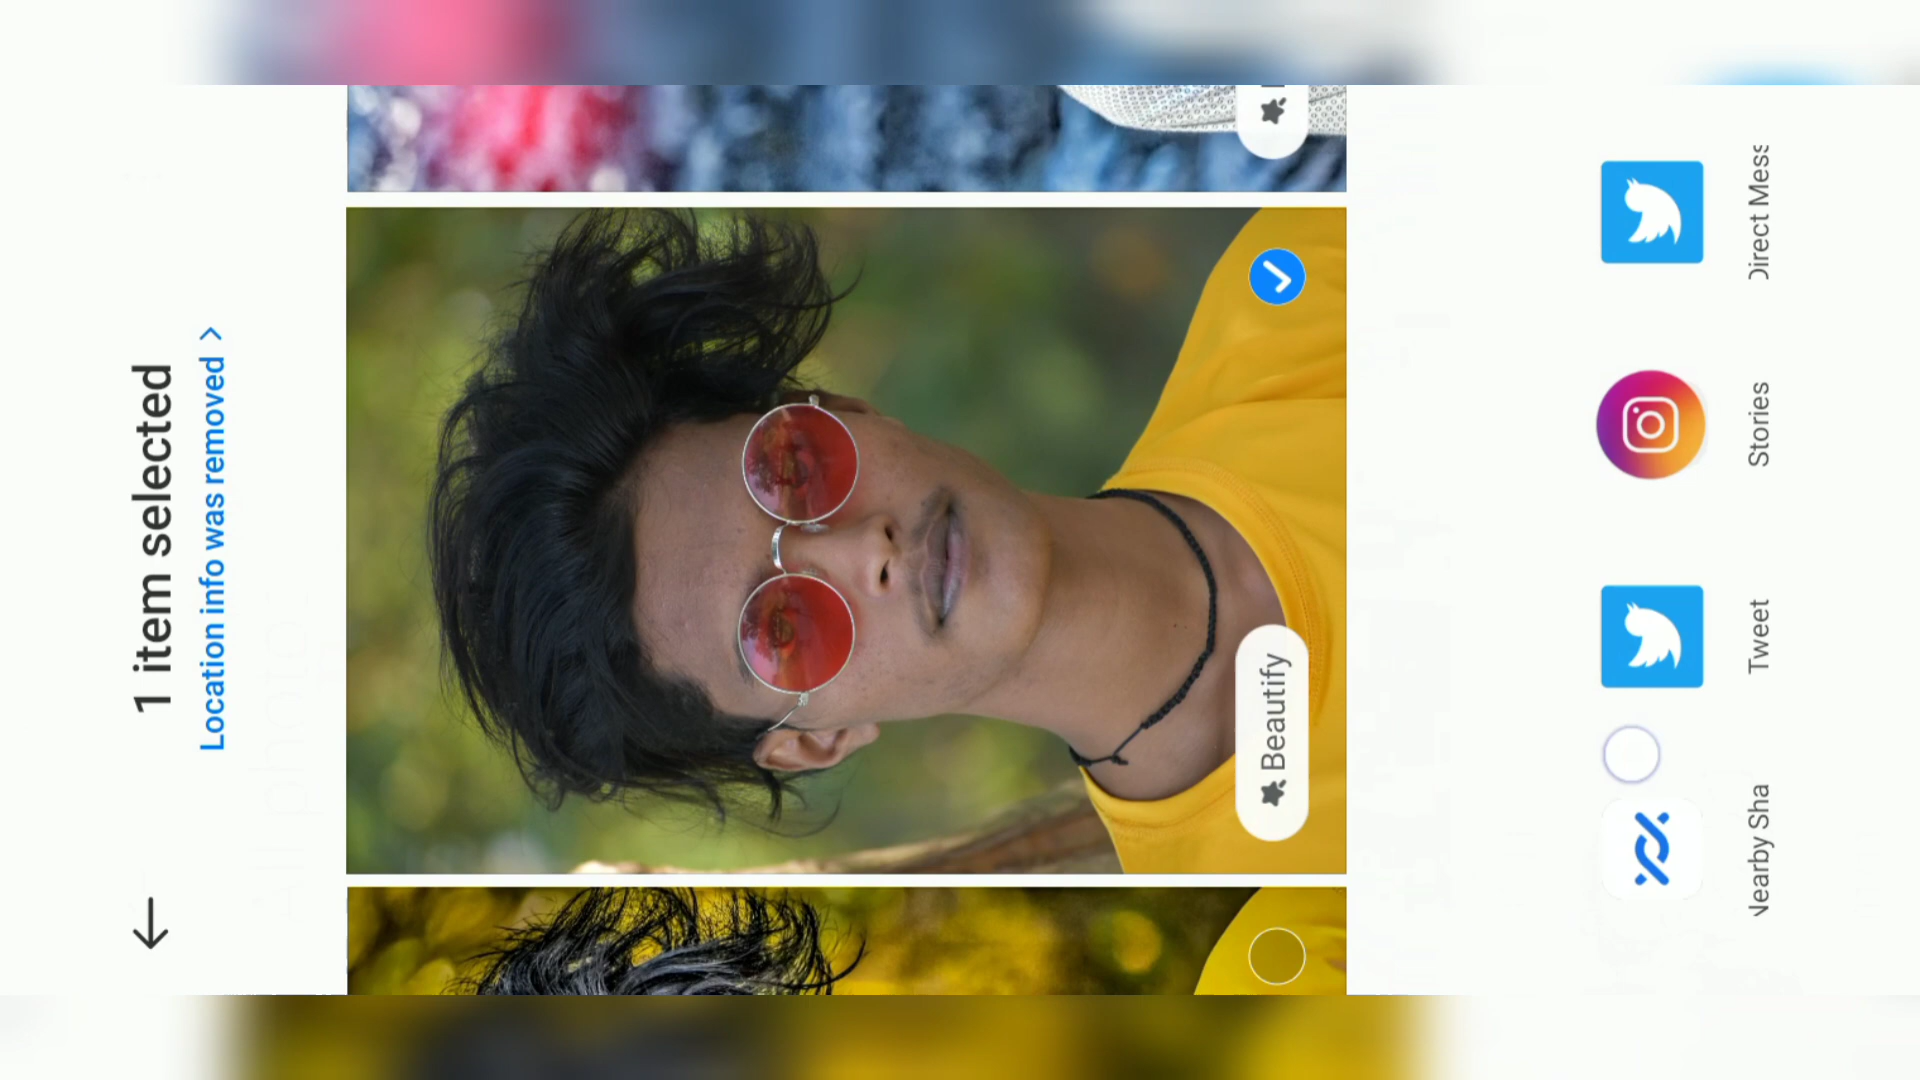 1 item selected
Location info was removed >
Beautify
Nearby Sha
Tweet
Stories
Direct Mess